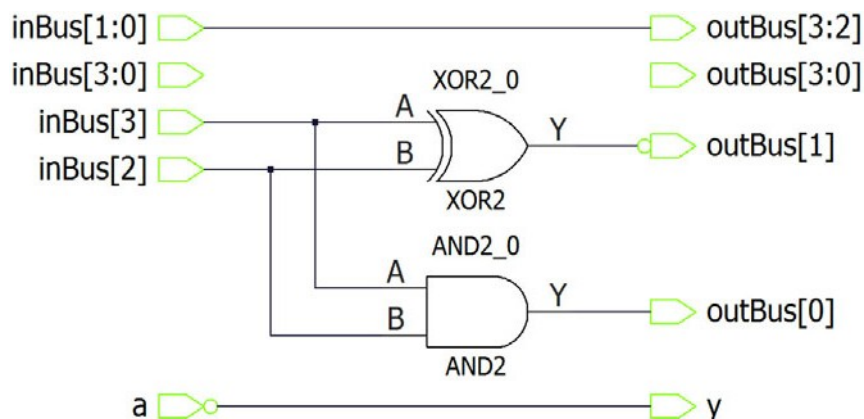 inBus[1:0] outBus[3:2]
inBus[3:0] XOR2_0 outBus[3:0]
inBus[3] A Y outBus[1]
inBus[2] B XOR2
AND2_0
A Y outBus[0]
B AND2
a y